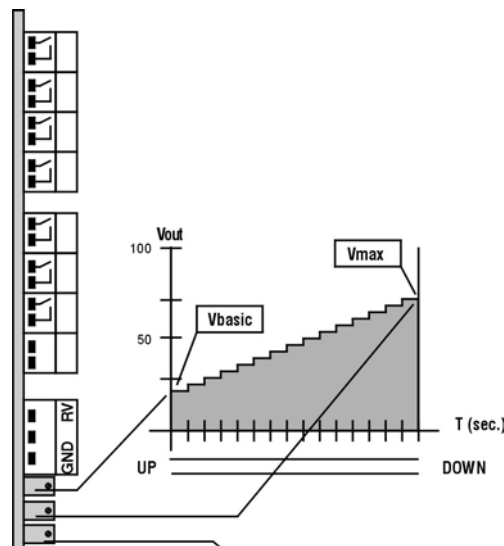 Vout
100
Vmax
Vbasic
50
RV
GND
T (sec.)
UP
DOWN